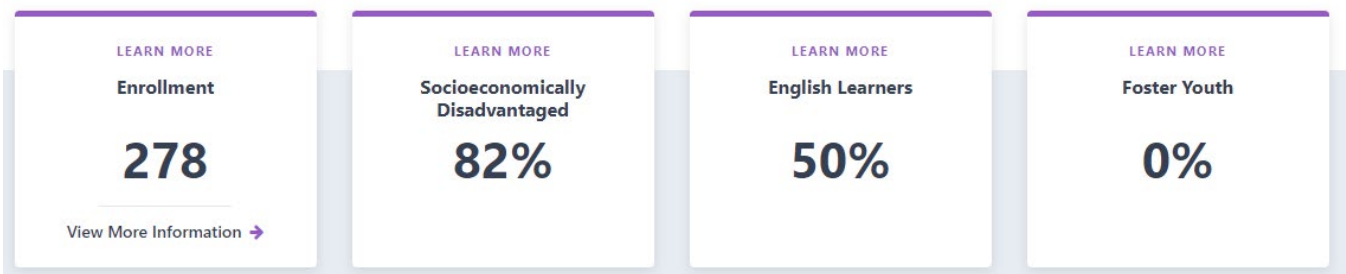 LEARN MORE
Enrollment
278
View More Information
LEARN MORE
Socioeconomically
Disadvantaged
82%
LEARN MORE
English Learners
50%
LEARN MORE
Foster Youth
0%